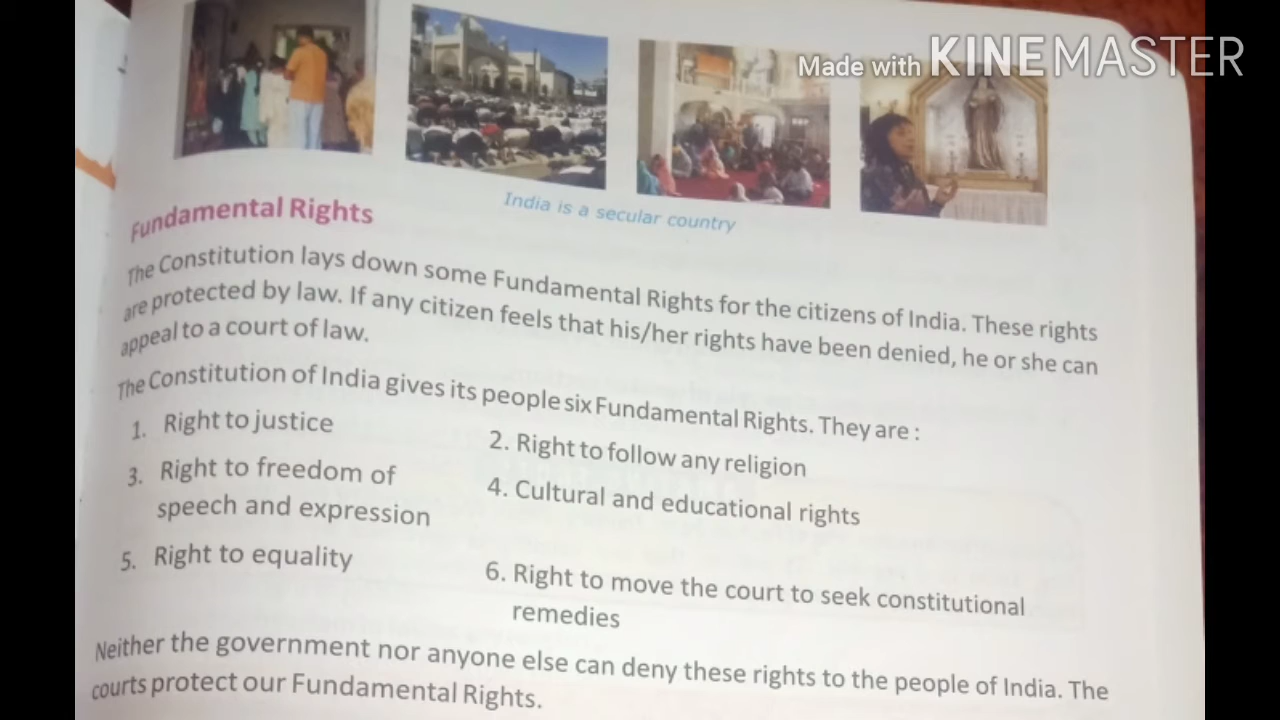 Made with KINEMASTER
India is a secular country
Fundamental Rights
The Constitution lays down some Fundamental Rights for the citizens of India. These rights
are protected by law. If any citizen feels that his/her rights have been denied, he or she can
appeal to a court of law.
The Constitution of India gives its people six Fundamental Rights. They are :
1. Right to justice
2. Right to follow any religion
3. Right to freedom of
speech and expression
4. Cultural and educational rights
5. Right to equality
6. Right to move the court to seek constitutional
remedies
Neither the government nor anyone else can deny these rights to the people of India. The
courts protect our Fundamental Rights.